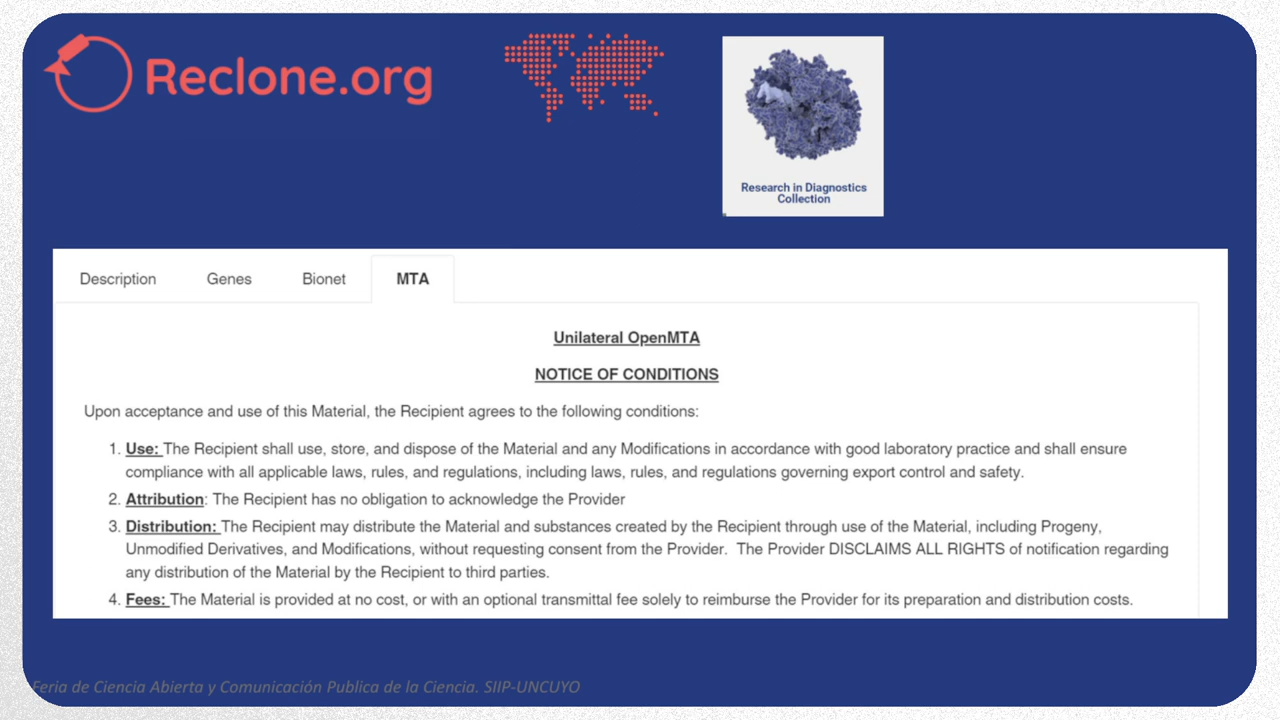 Reclone.org
Research in Diagnostics
Collection
Description Genes Bionet MTA
Unilateral OpenMTA
NOTICE OF CONDITIONS
Upon acceptance and use of this Material, the Recipient agrees to the following conditions:
1. Use: The Recipient shall use, store, and dispose of the Material and any Modifications in accordance with good laboratory practice and shall ensure
compliance with all applicable laws, rules, and regulations, including laws, rules, and regulations governing export control and safety.
2. Attribution: The Recipient has no obligation to acknowledge the Provider
3. Distribution: The Recipient may distribute the Material and substances created by the Recipient through use of the Material, including Progeny,
Unmodified Derivatives, and Modifications, without requesting consent from the Provider. The Provider DISCLAIMS ALL RIGHTS of notification regarding
any distribution of the Material by the Recipient to third parties.
4. Fees: The Material is provided at no cost, or with an optional transmittal fee solely to reimburse the Provider for its preparation and distribution costs.
Feria de Ciencia Abierta y Comunicación Publica de la Ciencia. SIIP-UNCUYO